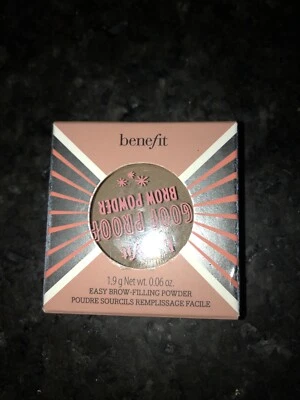 benefit
GOOF PROOF
BROW POWDER
1.9 g Net wt. 0.06 oz.
EASY BROW-FILLING POWDER
POUDRE SOURCILS REMPLISSAGE FACILE